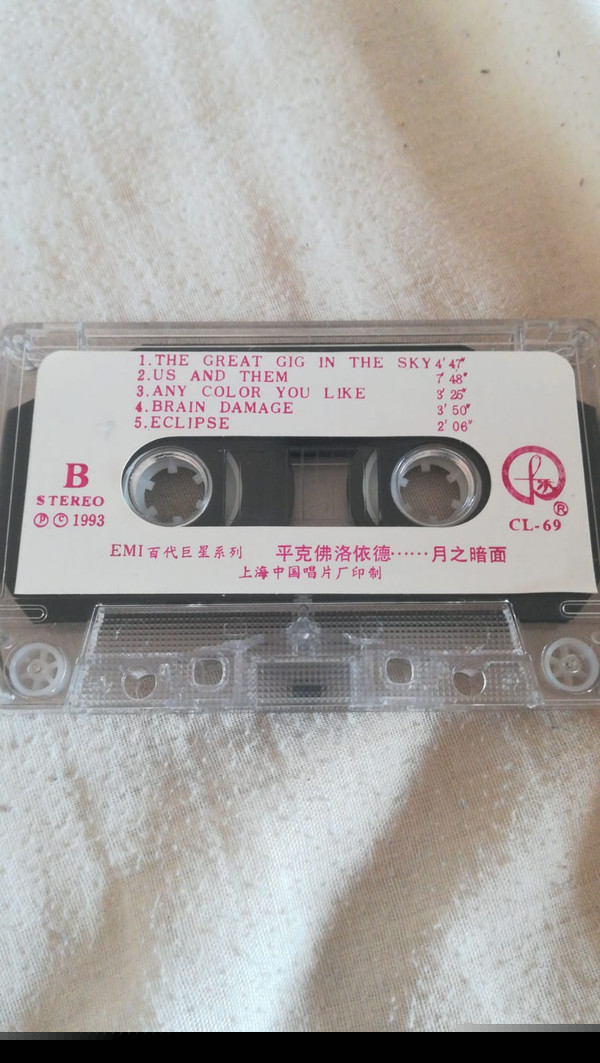 1.THE GREAT GIG IN THE SKY 4′47″
2.US AND THEM 7′48″
3.ANY COLOR YOU LIKE 3′25″
4.BRAIN DAMAGE 3′50″
5.ECLIPSE 2′06″
B
STEREO
Ⓟ Ⓒ 1993
®
CL-69
EMI百代巨星系列 平克佛洛依德……月之暗面
上海中国唱片厂印制